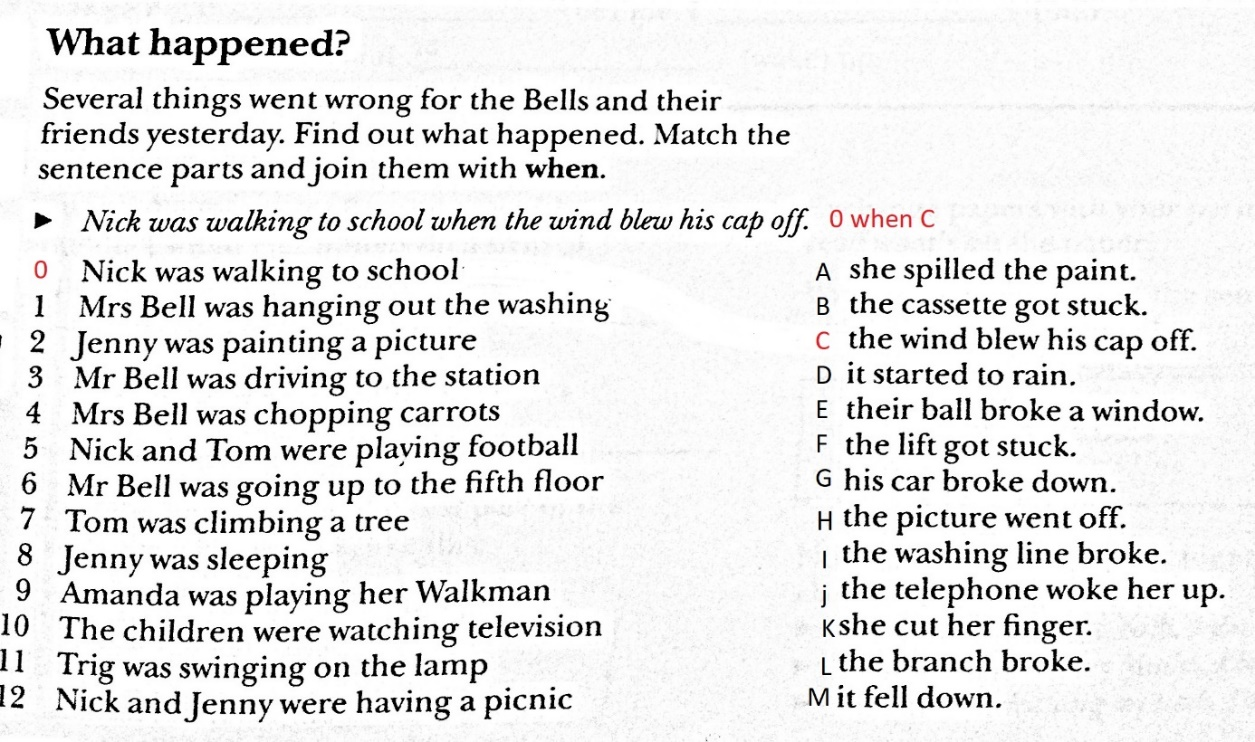 What happened?
Several things went wrong for the Bells and their
friends yesterday. Find out what happened. Match the
sentence parts and join them with when.
► Nick was walking to school when the wind blew his cap off. 0 when C
0 Nick was walking to school A she spilled the paint.
1 Mrs Bell was hanging out the washing B the cassette got stuck.
2 Jenny was painting a picture C the wind blew his cap off.
3 Mr Bell was driving to the station D it started to rain.
4 Mrs Bell was chopping carrots E their ball broke a window.
5 Nick and Tom were playing football F the lift got stuck.
6 Mr Bell was going up to the fifth floor G his car broke down.
7 Tom was climbing a tree H the picture went off.
8 Jenny was sleeping I the washing line broke.
9 Amanda was playing her Walkman j the telephone woke her up.
10 The children were watching television K she cut her finger.
11 Trig was swinging on the lamp L the branch broke.
12 Nick and Jenny were having a picnic M it fell down.